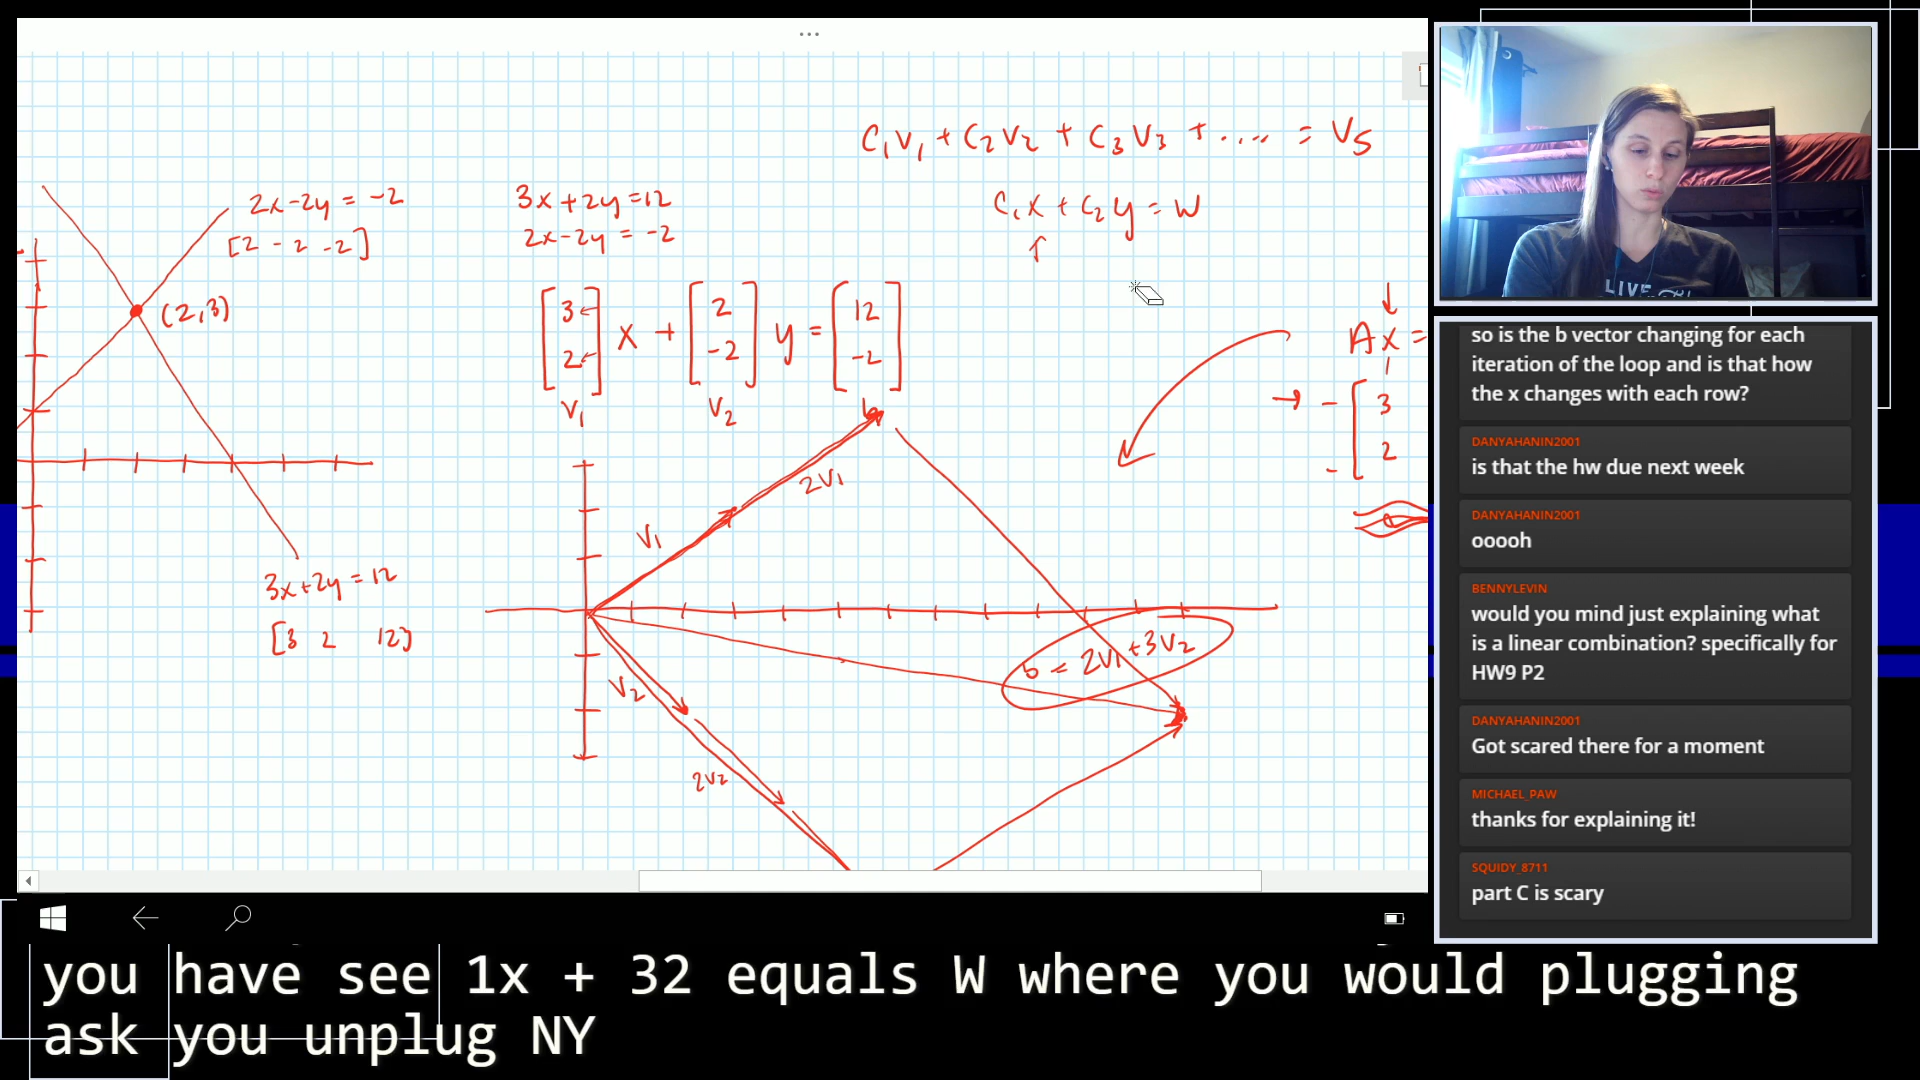 C₁V₁ + C₂V₂ + C₃V₃ + .... = V₅
C₁X + C₂Y = W
2x-2y = -2
[2 -2 -2]
(2,3)
3x+2y=12
2x-2y = -2
[3 2] x + [2 -2] y = [12 -2]
V₁
V₂
b
Ax =
3
2
2V₁
V₁
3x+2y=12
[3 2 12]
b = 2V₁+3V₂
V₂
2V₂
LIVE
so is the b vector changing for each
iteration of the loop and is that how
the x changes with each row?
DANYAHANIN2001
is that the hw due next week
DANYAHANIN2001
ooooh
BENNYLEVIN
would you mind just explaining what
is a linear combination? specifically for
HW9 P2
DANYAHANIN2001
Got scared there for a moment
MICHAEL_PAW
thanks for explaining it!
SQUIDY_8711
part C is scary
you have see 1x + 32 equals W where you would plugging
ask you unplug NY